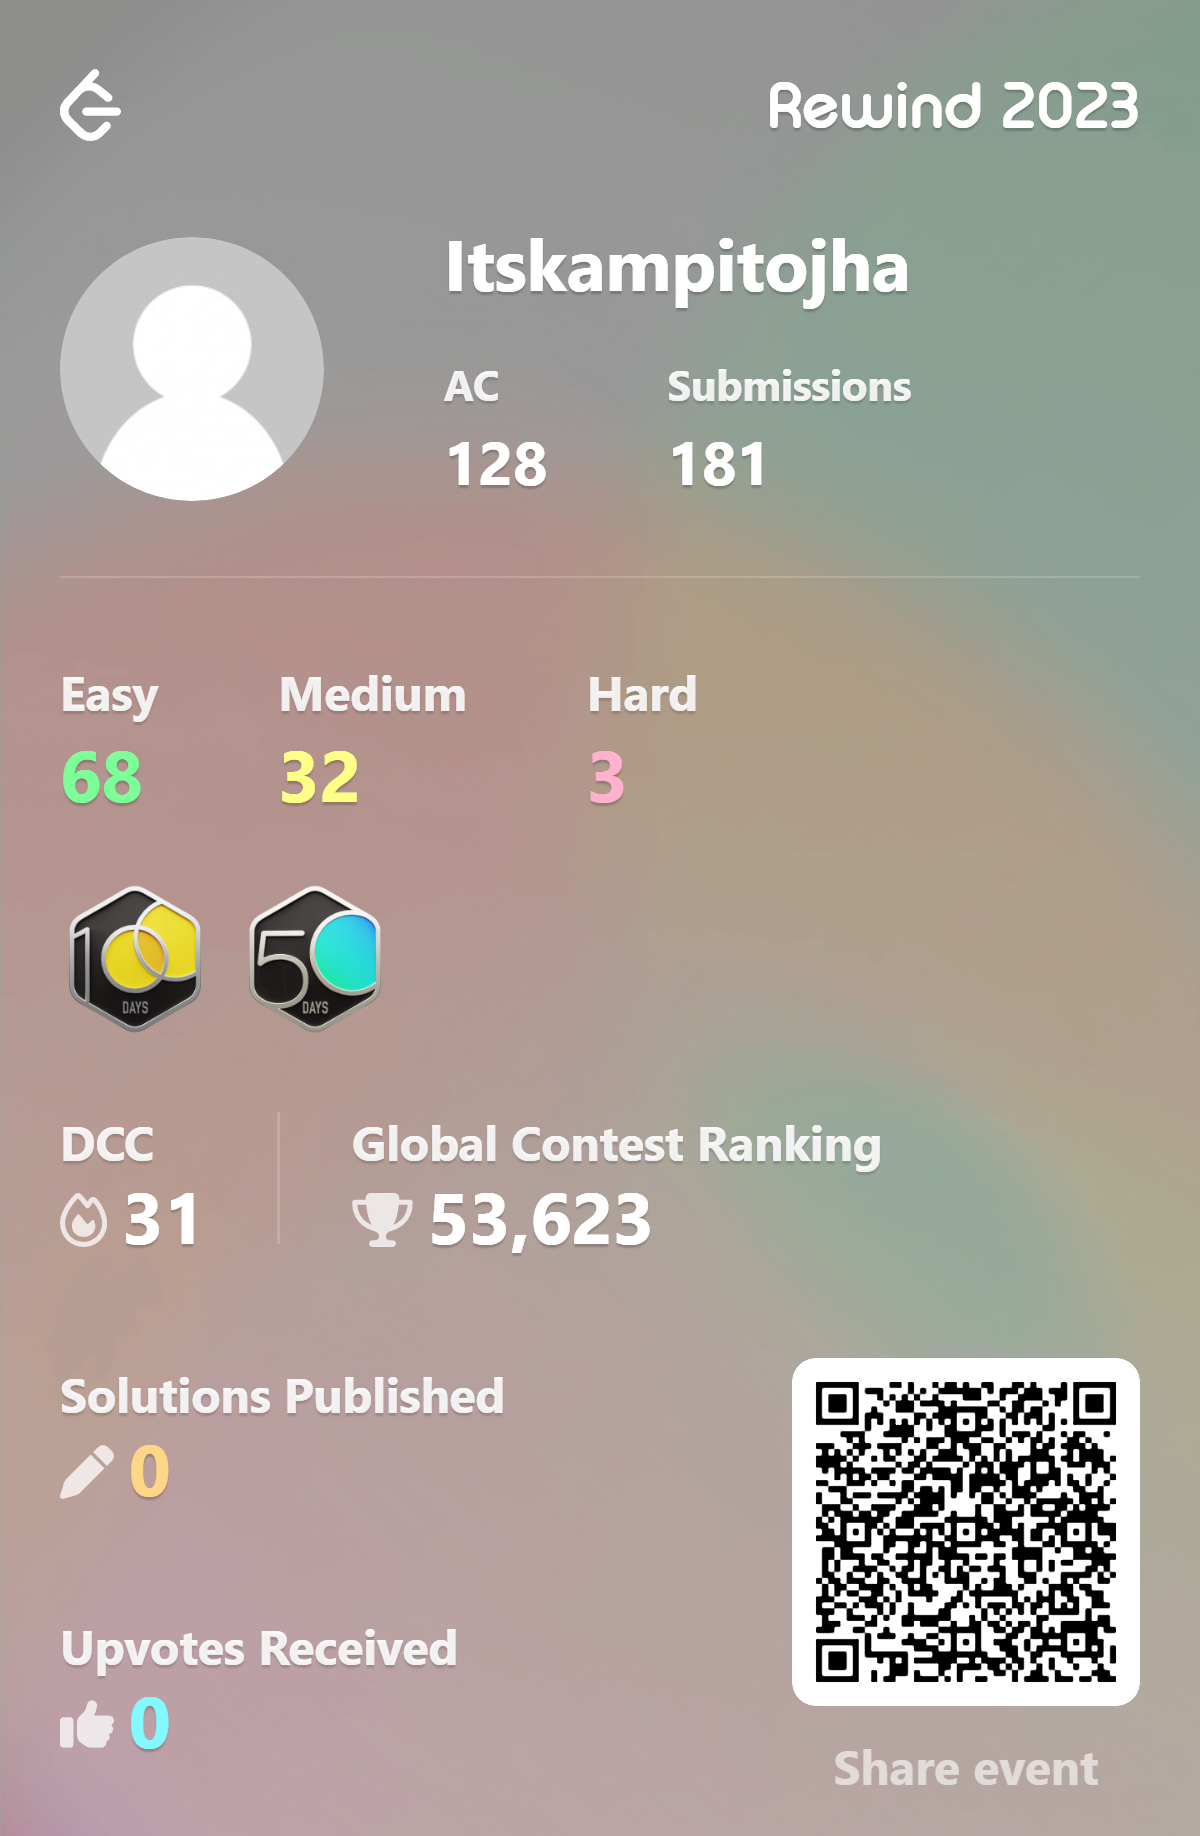 Rewind 2023
Itskampitojha
AC Submissions
128 181
Easy Medium Hard
68 32 3
100 DAYS 50 DAYS
DCC Global Contest Ranking
31 53,623
Solutions Published
0
Upvotes Received
0
Share event